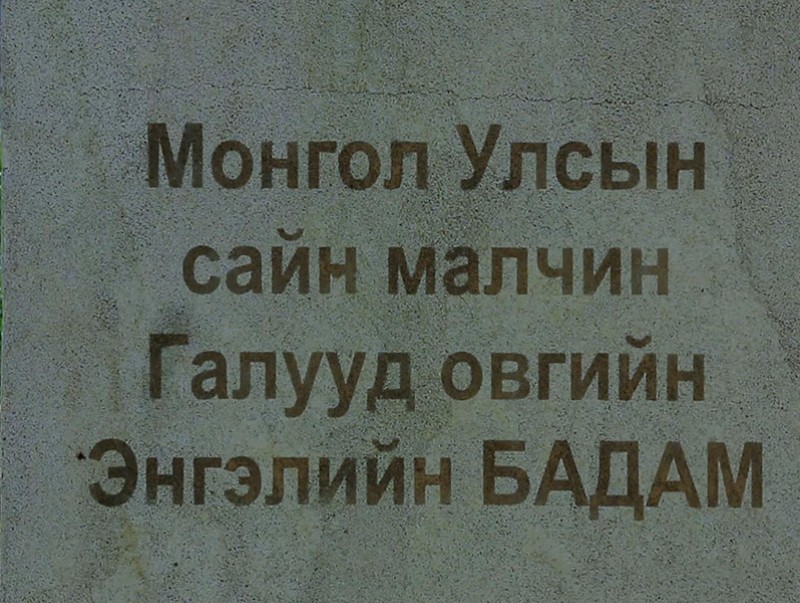 Монгол Улсын
сайн малчин
Галууд овгийн
Энгэлийн БАДАМ